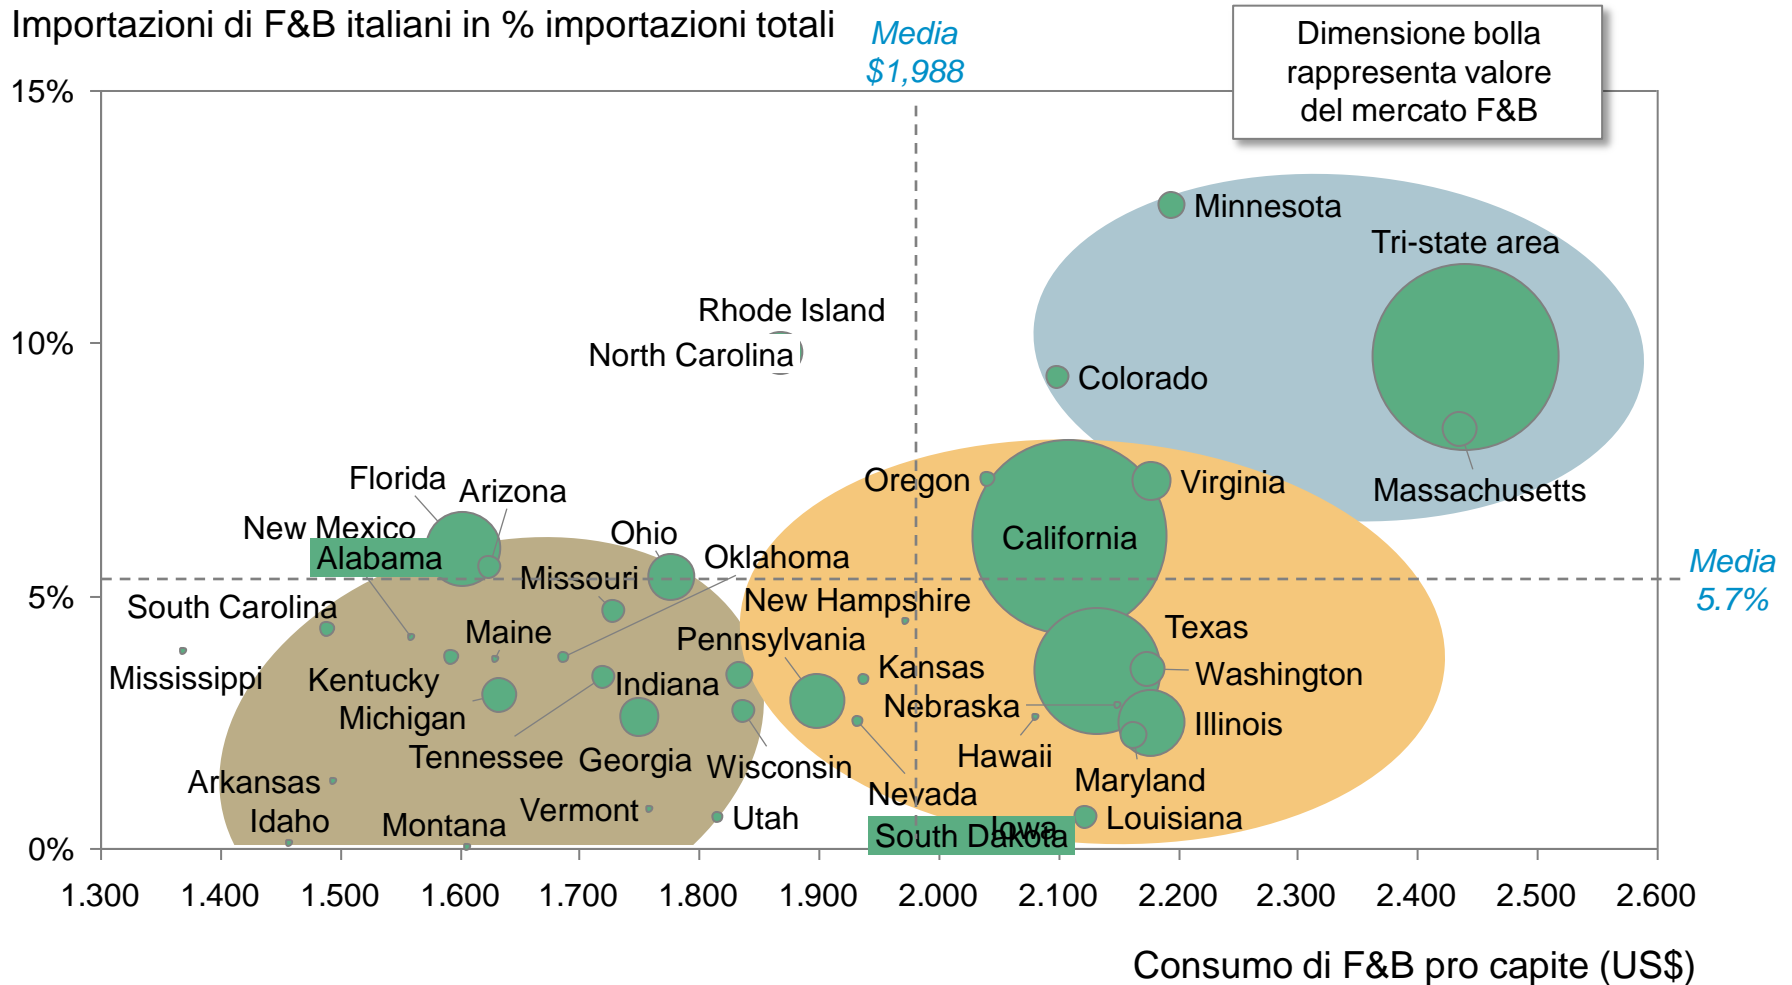 Importazioni di F&B italiani in % importazioni totali
Media
$1,988
Dimensione bolla
rappresenta valore
del mercato F&B
15%
Minnesota
Tri-state area
Rhode Island
10%
North Carolina
Colorado
Florida
Arizona
Oregon
Virginia
Massachusetts
New Mexico
Ohio
California
Alabama
Oklahoma
Media
5.7%
Missouri
5%
South Carolina
New Hampshire
Maine
Pennsylvania
Texas
Mississippi
Kentucky
Indiana
Kansas
Washington
Michigan
Nebraska
Illinois
Tennessee
Georgia
Wisconsin
Hawaii
Arkansas
Nevada
Maryland
Idaho
Montana
Vermont
Utah
Iowa
Louisiana
South Dakota
0%
1.300 1.400 1.500 1.600 1.700 1.800 1.900 2.000 2.100 2.200 2.300 2.400 2.500 2.600
Consumo di F&B pro capite (US$)